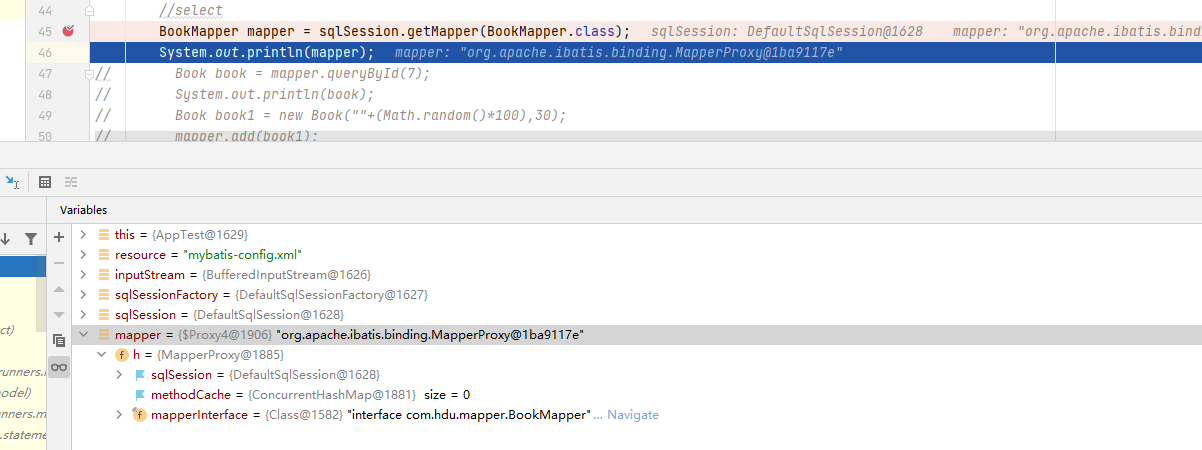 44 //select
45 BookMapper mapper = sqlSession.getMapper(BookMapper.class); sqlSession: DefaultSqlSession@1628 mapper: "org.apache.ibatis.bind
46 System.out.println(mapper); mapper: "org.apache.ibatis.binding.MapperProxy@1ba9117e"
47 // Book book = mapper.queryById(7);
48 // System.out.println(book);
49 // Book book1 = new Book(""+(Math.random()*100),30);
50 // mapper.add(book1);
Variables
this = {AppTest@1629}
resource = "mybatis-config.xml"
inputStream = {BufferedInputStream@1626}
sqlSessionFactory = {DefaultSqlSessionFactory@1627}
sqlSession = {DefaultSqlSession@1628}
mapper = {$Proxy4@1906} "org.apache.ibatis.binding.MapperProxy@1ba9117e"
ct)
f h = {MapperProxy@1885}
runners.
sqlSession = {DefaultSqlSession@1628}
nodel)
methodCache = {ConcurrentHashMap@1881} size = 0
nners.m
f mapperInterface = {Class@1582} "interface com.hdu.mapper.BookMapper" ... Navigate
.stateme